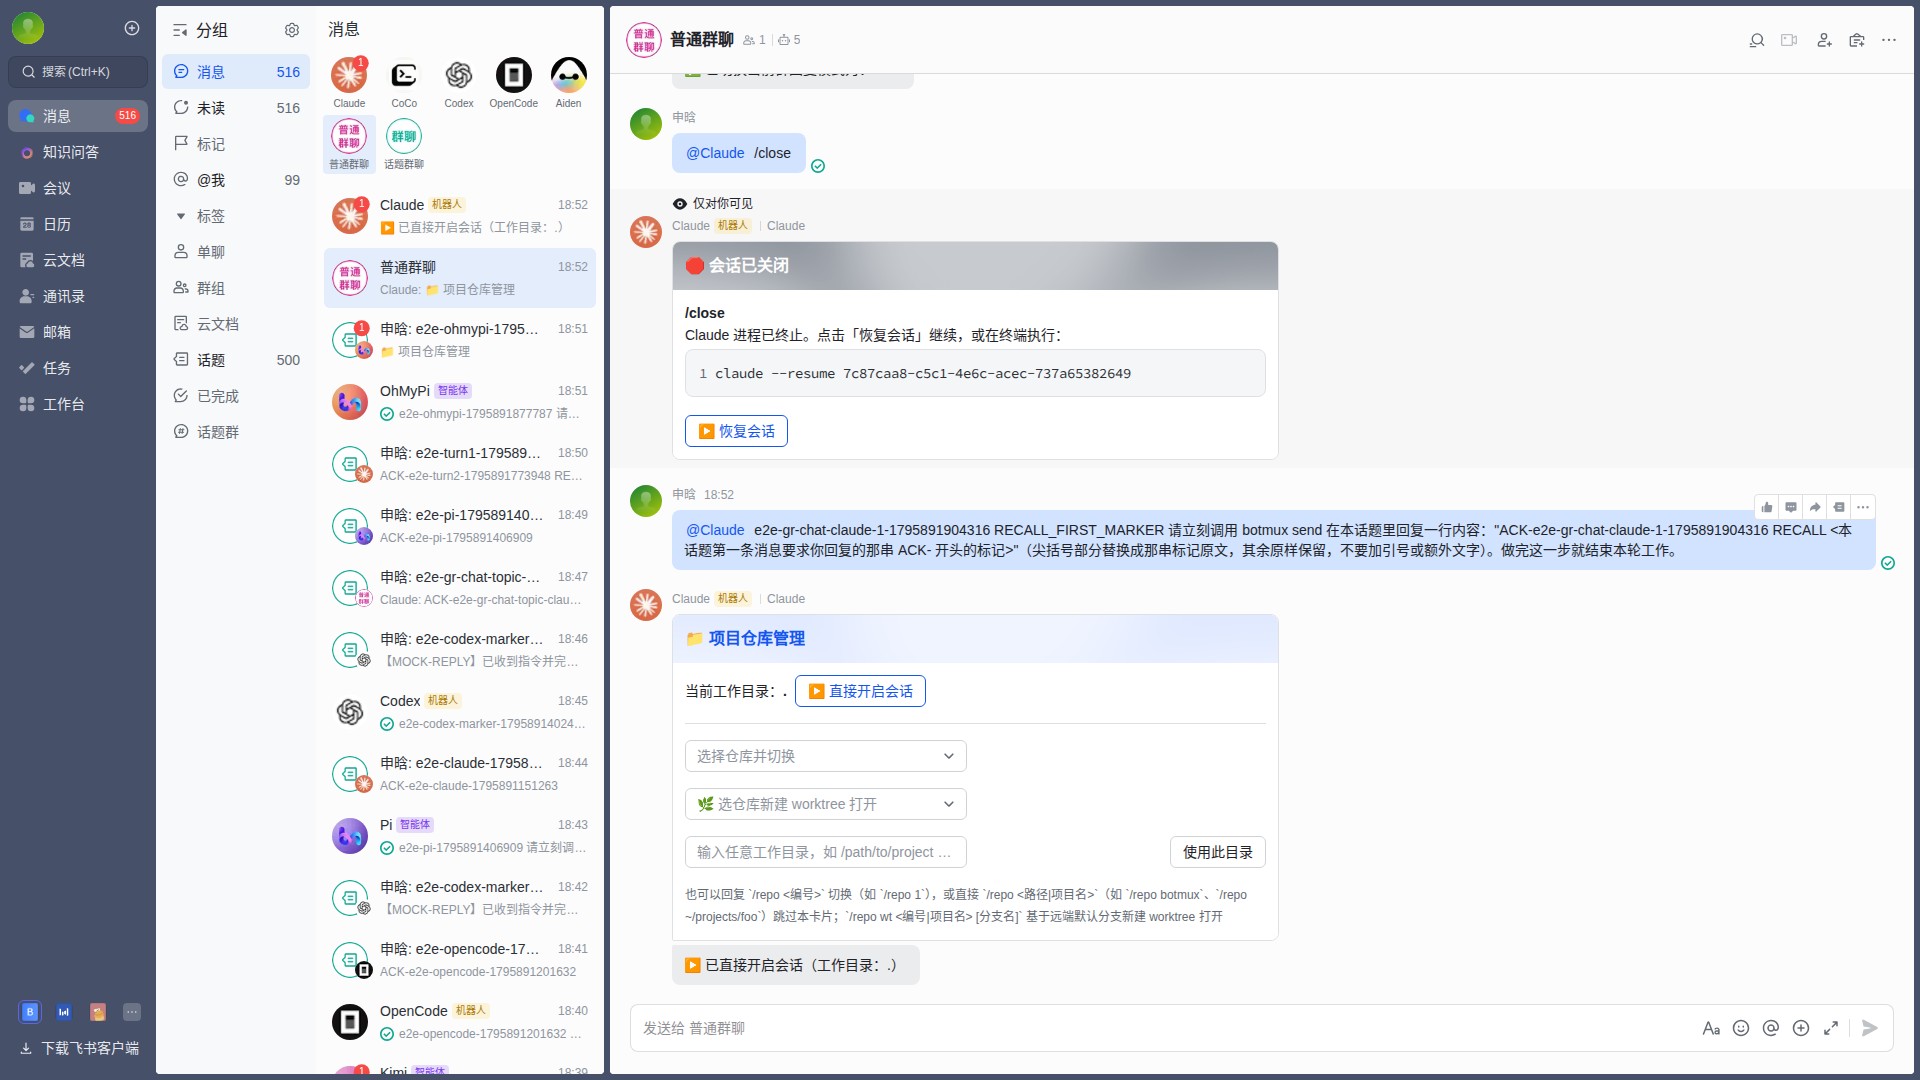 搜索 (Ctrl+K)
消息 516
知识问答
会议
日历
云文档
通讯录
邮箱
任务
工作台
下载飞书客户端
分组
消息 516
未读 516
标记
@我 99
标签
单聊
群组
云文档
话题 500
已完成
话题群
消息
1
Claude CoCo Codex OpenCode Aiden
普通群聊 群聊
普通群聊 话题群聊
1
Claude 机器人 18:52
▶️ 已直接开启会话（工作目录：.）
普通群聊
普通群聊 18:52
Claude: 📁 项目仓库管理
1
申晗: e2e-ohmypi-1795… 18:51
📁 项目仓库管理
OhMyPi 智能体 18:51
e2e-ohmypi-1795891877787 请…
申晗: e2e-turn1-179589… 18:50
ACK-e2e-turn2-1795891773948 RE…
申晗: e2e-pi-179589140… 18:49
ACK-e2e-pi-1795891406909
申晗: e2e-gr-chat-topic-… 18:47
Claude: ACK-e2e-gr-chat-topic-clau…
申晗: e2e-codex-marker… 18:46
【MOCK-REPLY】已收到指令并完…
Codex 机器人 18:45
e2e-codex-marker-17958914024…
申晗: e2e-claude-17958… 18:44
ACK-e2e-claude-1795891151263
Pi 智能体 18:43
e2e-pi-1795891406909 请立刻调…
申晗: e2e-codex-marker… 18:42
【MOCK-REPLY】已收到指令并完…
申晗: e2e-opencode-17… 18:41
ACK-e2e-opencode-1795891201632
OpenCode 机器人 18:40
e2e-opencode-1795891201632 …
1
Kimi 智能体 18:39
普通群聊
普通群聊 1 5
申晗
@Claude /close
仅对你可见
Claude 机器人 | Claude
🛑 会话已关闭
/close
Claude 进程已终止。点击「恢复会话」继续，或在终端执行：
1 claude --resume 7c87caa8-c5c1-4e6c-acec-737a65382649
▶️ 恢复会话
申晗 18:52
@Claude e2e-gr-chat-claude-1-1795891904316 RECALL_FIRST_MARKER 请立刻调用 botmux send 在本话题里回复一行内容："ACK-e2e-gr-chat-claude-1-1795891904316 RECALL <本
话题第一条消息要求你回复的那串 ACK- 开头的标记>"（尖括号部分替换成那串标记原文，其余原样保留，不要加引号或额外文字）。做完这一步就结束本轮工作。
Claude 机器人 | Claude
📁 项目仓库管理
当前工作目录：. ▶️ 直接开启会话
选择仓库并切换
🌿 选仓库新建 worktree 打开
输入任意工作目录，如 /path/to/project … 使用此目录
也可以回复 `/repo <编号>` 切换（如 `/repo 1`），或直接 `/repo <路径|项目名>`（如 `/repo botmux`、`/repo
~/projects/foo`）跳过本卡片；`/repo wt <编号|项目名> [分支名]` 基于远端默认分支新建 worktree 打开
▶️ 已直接开启会话（工作目录：.）
发送给 普通群聊